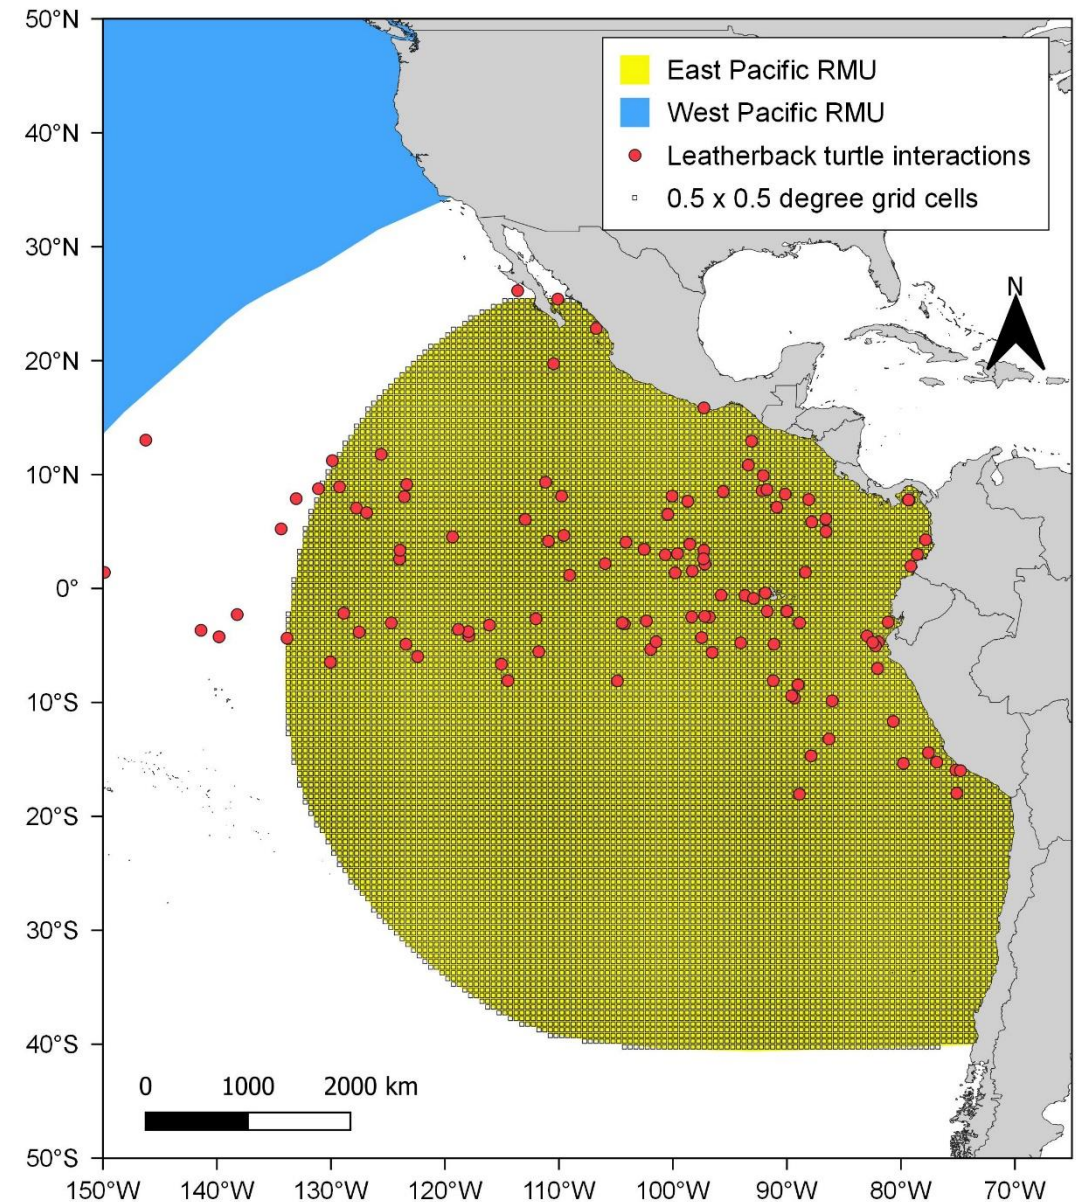 50°N
40°N
30°N
20°N
10°N
0°
10°S
20°S
30°S
40°S
50°S
East Pacific RMU
West Pacific RMU
Leatherback turtle interactions
0.5 x 0.5 degree grid cells
N
0 1000 2000 km
150°W 140°W 130°W 120°W 110°W 100°W 90°W 80°W 70°W